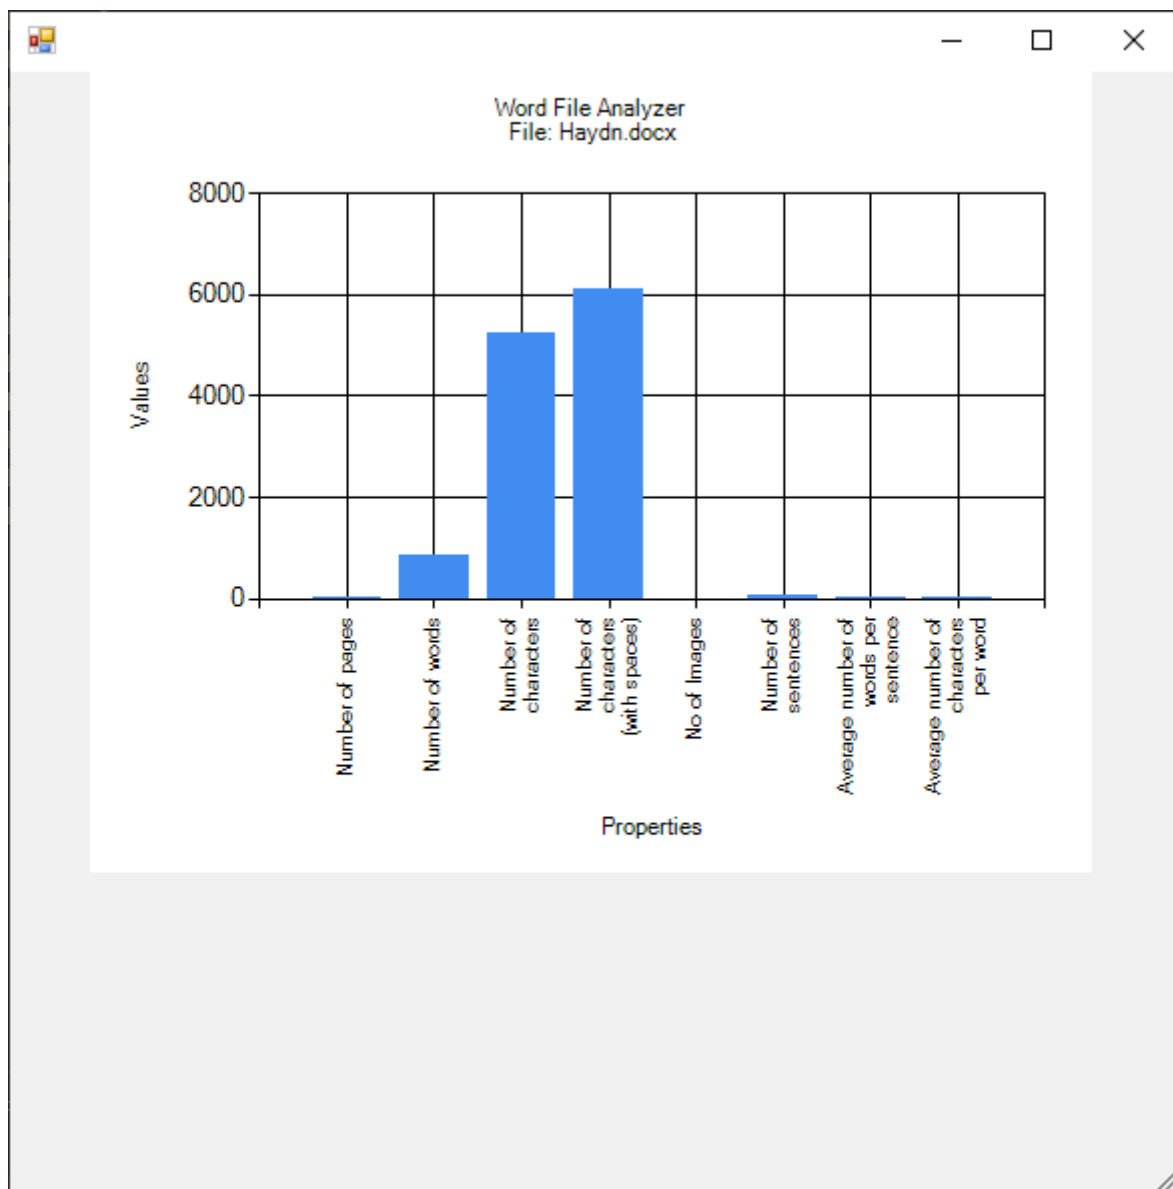 Word File Analyzer
File: Haydn.docx
8000
6000
4000
2000
0
Values
Number of pages
Number of words
Number of
characters
Number of
characters
(with spaces)
No of Images
Number of
sentences
Average number of
words per
sentence
Average number of
characters
per word
Properties